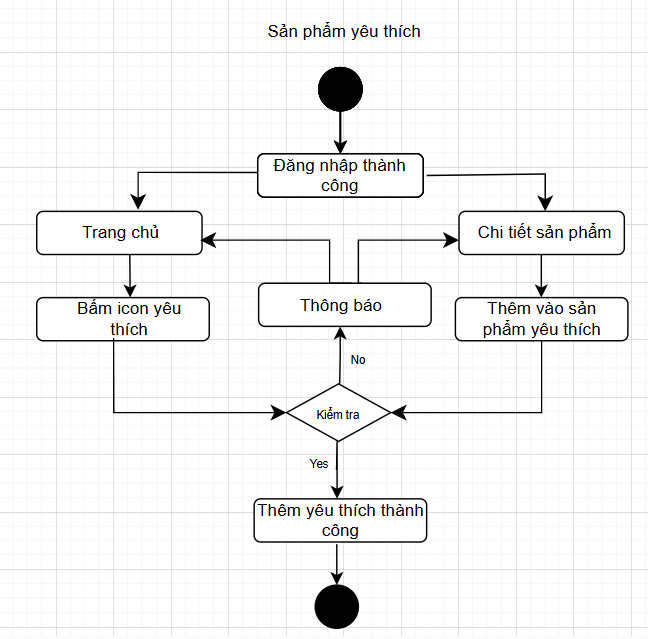 Sản phẩm yêu thích
Đăng nhập thành
công
Trang chủ
Chi tiết sản phẩm
Bấm icon yêu
thích
Thông báo
Thêm vào sản
phẩm yêu thích
No
Kiểm tra
Yes
Thêm yêu thích thành
công